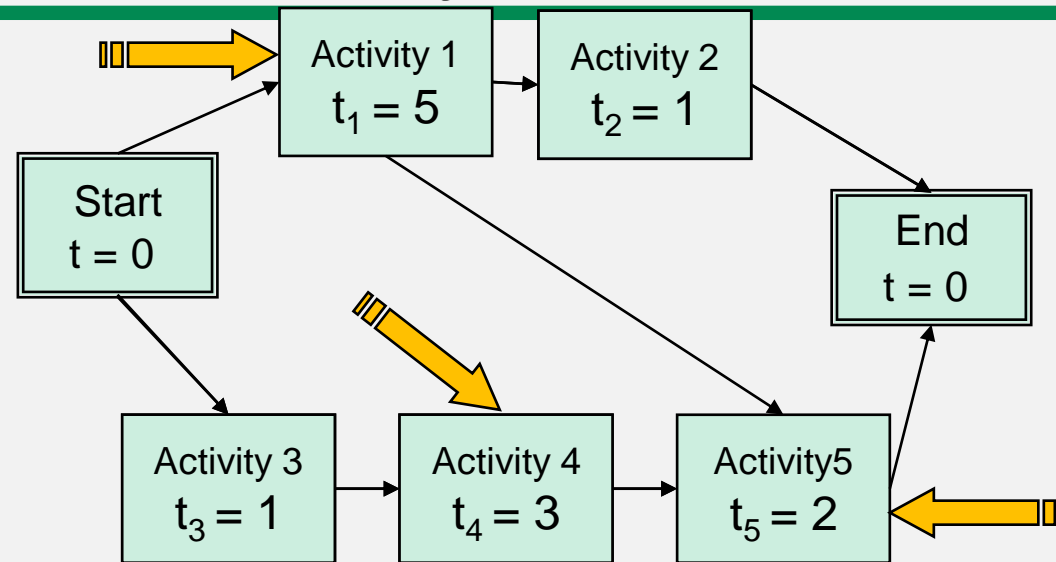 Activity 1
t₁ = 5
Activity 2
t₂ = 1
Start
t = 0
End
t = 0
Activity 3
t₃ = 1
Activity 4
t₄ = 3
Activity5
t₅ = 2